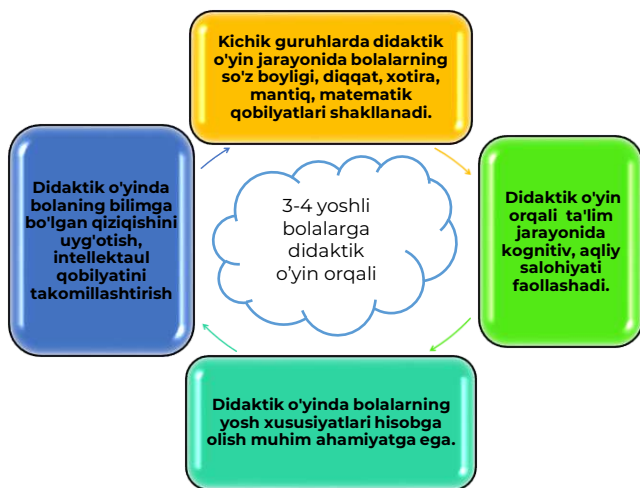 Kichik guruhlarda didaktik
o'yin jarayonida bolalarning
so'z boyligi, diqqat, xotira,
mantiq, matematik
qobilyatlari shakllanadi.
Didaktik o'yin
orqali ta'lim
jarayonida
kognitiv, aqliy
salohiyati
faollashadi.
Didaktik o'yinda bolalarning
yosh xususiyatlari hisobga
olish muhim ahamiyatga ega.
Didaktik o'yinda
bolaning bilimga
bo'lgan qiziqishini
uyg'otish,
intellektaul
qobilyatini
takomillashtirish
3-4 yoshli
bolalarga
didaktik
o’yin orqali